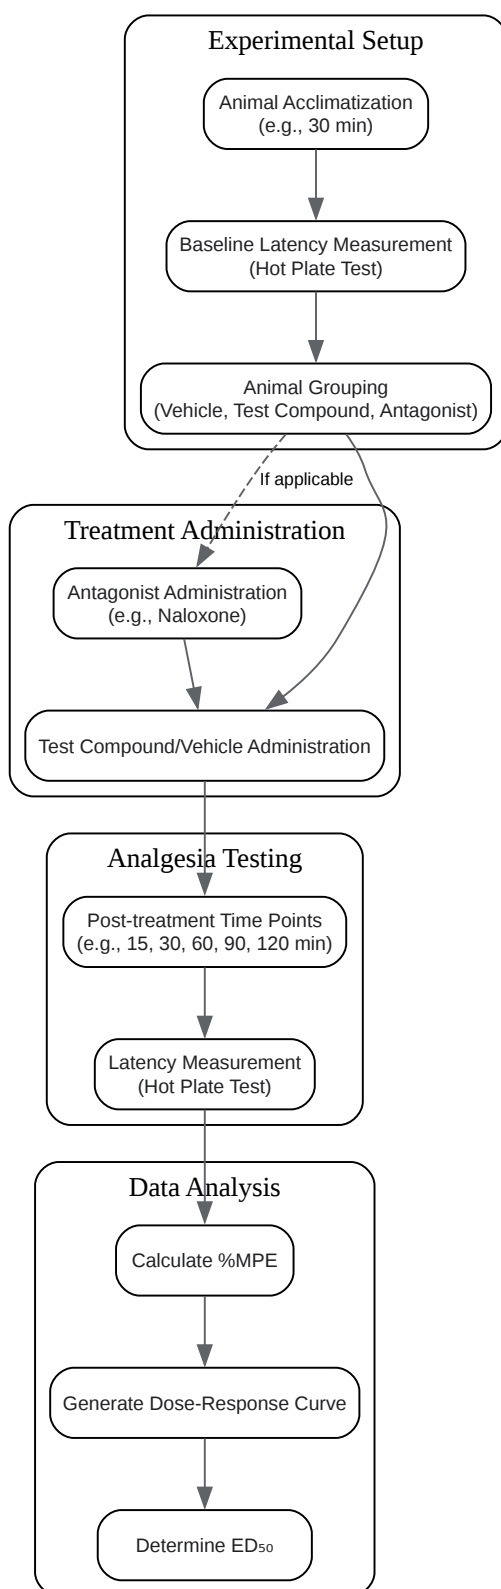 Experimental Setup
Animal Acclimatization
(e.g., 30 min)
Baseline Latency Measurement
(Hot Plate Test)
Animal Grouping
(Vehicle, Test Compound, Antagonist)
If applicable
Treatment Administration
Antagonist Administration
(e.g., Naloxone)
Test Compound/Vehicle Administration
Analgesia Testing
Post-treatment Time Points
(e.g., 15, 30, 60, 90, 120 min)
Latency Measurement
(Hot Plate Test)
Data Analysis
Calculate %MPE
Generate Dose-Response Curve
Determine ED₅₀